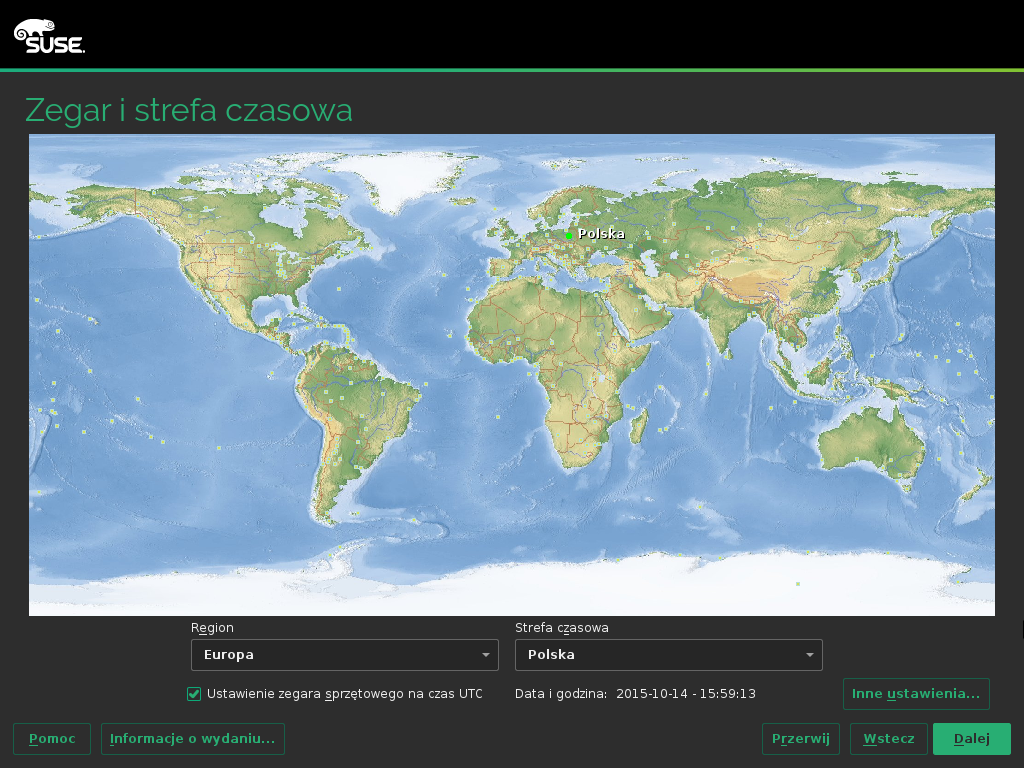 SUSE.
Zegar i strefa czasowa
Polska
Region
Strefa czasowa
Europa
Polska
Ustawienie zegara sprzętowego na czas UTC
Data i godzina: 2015-10-14 - 15:59:13
Inne ustawienia...
Pomoc
Informacje o wydaniu...
Przerwij
Wstecz
Dalej